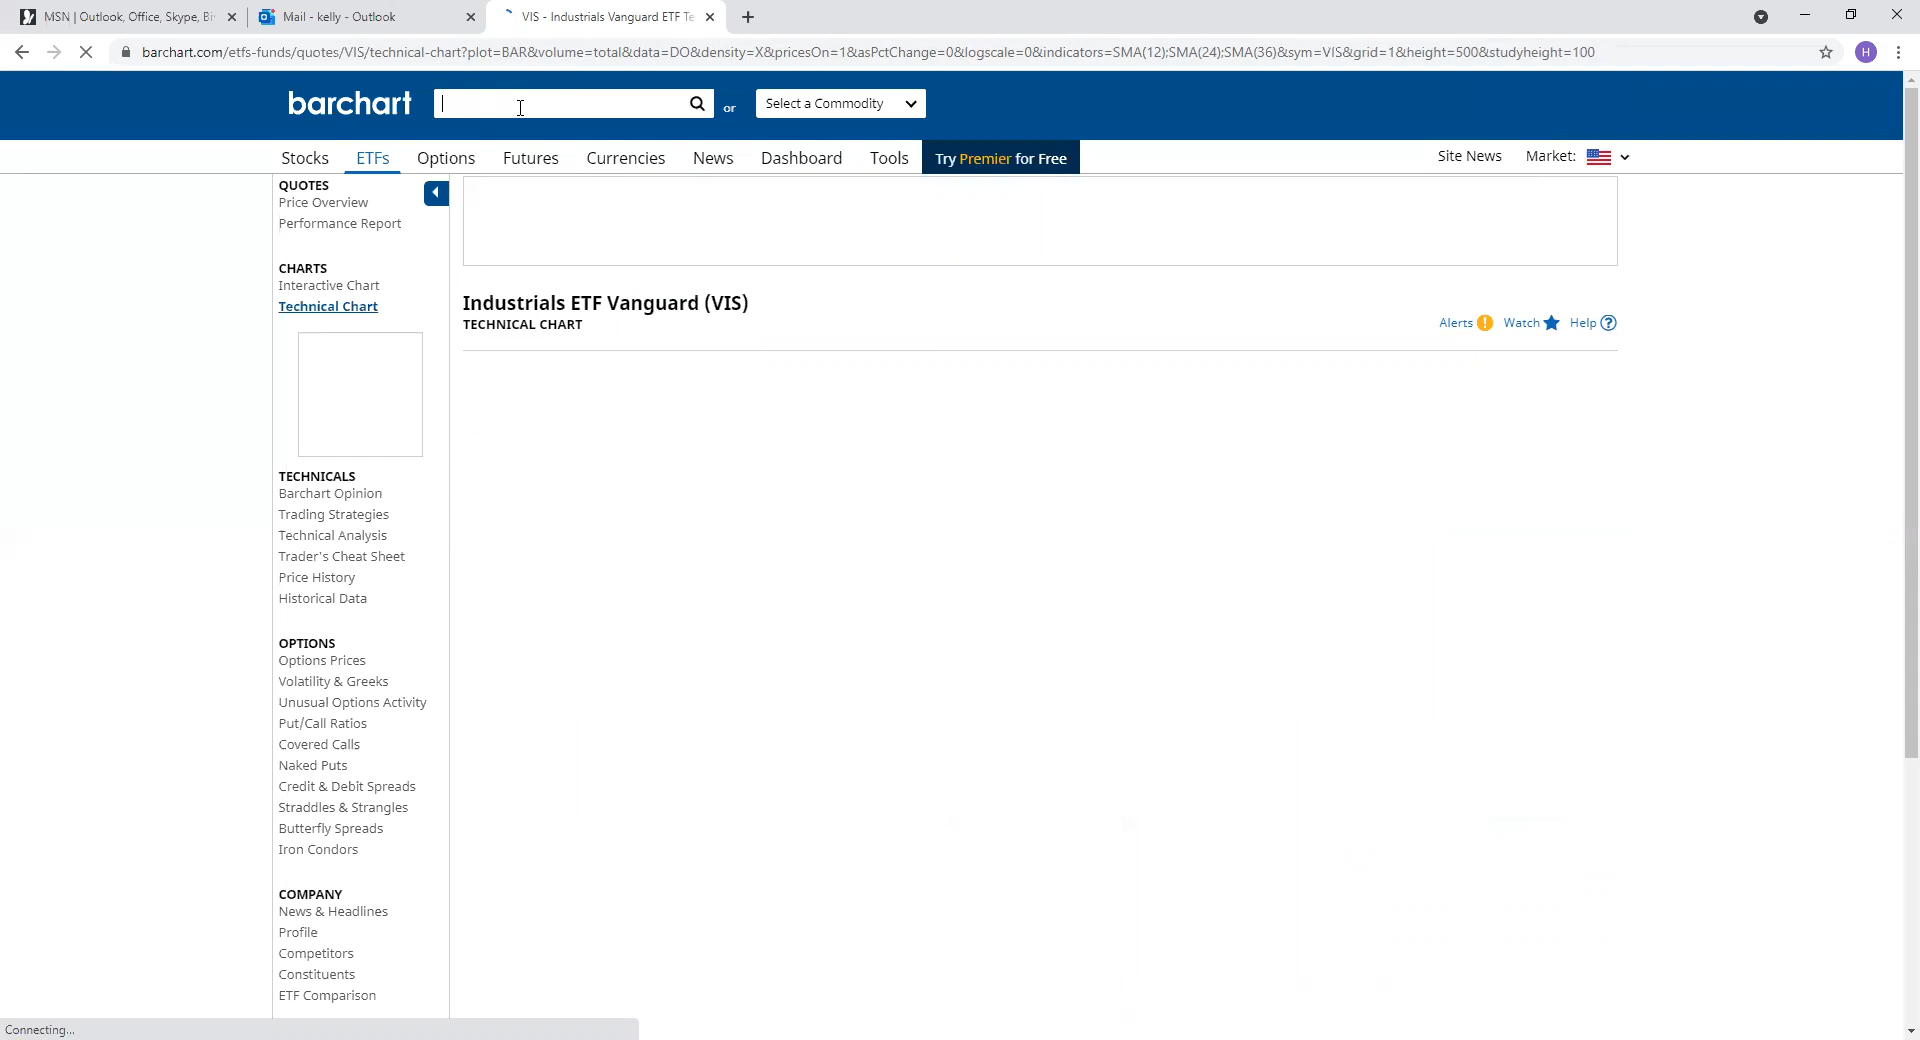 MSN | Outlook, Office, Skype, Bi
Mail - kelly - Outlook
VIS - Industrials Vanguard ETF Te
barchart.com/etfs-funds/quotes/VIS/technical-chart?plot=BAR&volume=total&data=DO&density=X&pricesOn=1&asPctChange=0&logscale=0&indicators=SMA(12);SMA(24);SMA(36)&sym=VIS&grid=1&height=500&studyheight=100
H
barchart
or
Select a Commodity
Stocks
ETFs
Options
Futures
Currencies
News
Dashboard
Tools
Try Premier for Free
Site News
Market:
QUOTES
Price Overview
Performance Report
CHARTS
Interactive Chart
Technical Chart
Industrials ETF Vanguard (VIS)
TECHNICAL CHART
Alerts
Watch
Help
TECHNICALS
Barchart Opinion
Trading Strategies
Technical Analysis
Trader's Cheat Sheet
Price History
Historical Data
OPTIONS
Options Prices
Volatility & Greeks
Unusual Options Activity
Put/Call Ratios
Covered Calls
Naked Puts
Credit & Debit Spreads
Straddles & Strangles
Butterfly Spreads
Iron Condors
COMPANY
News & Headlines
Profile
Competitors
Constituents
ETF Comparison
Connecting...